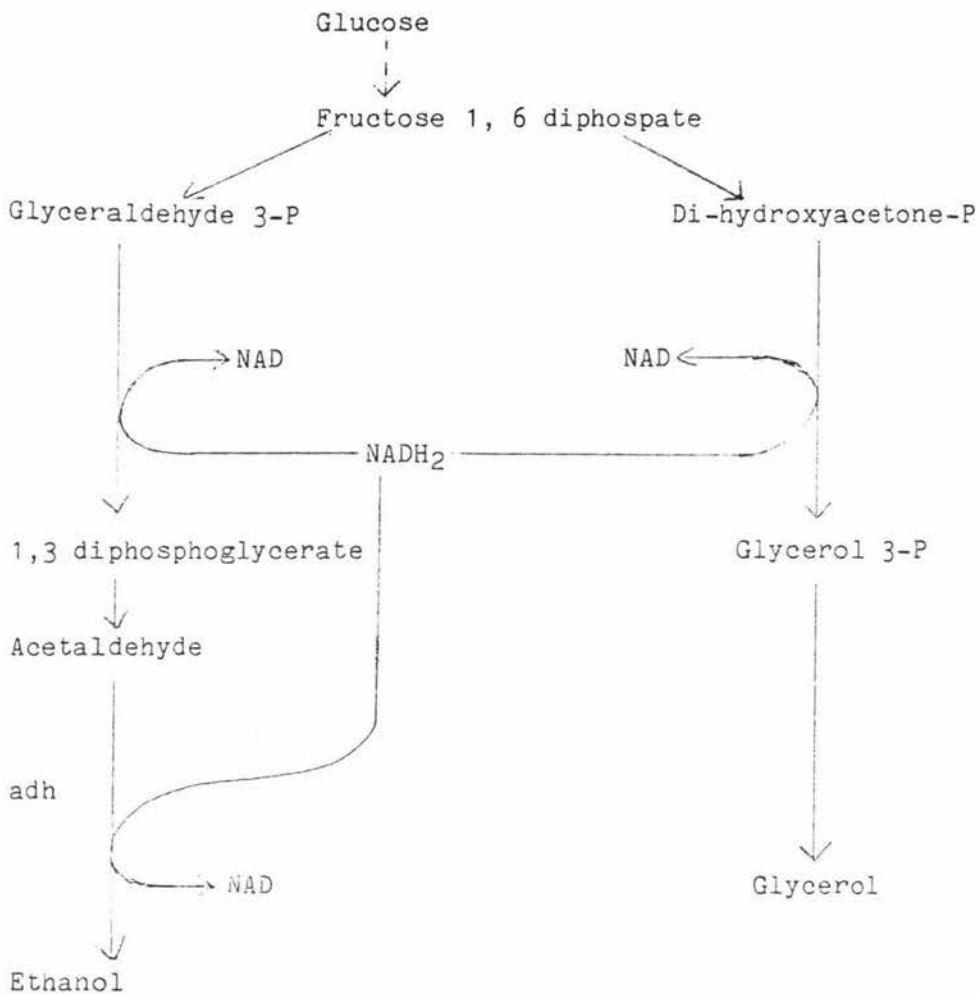 Glucose
Fructose 1, 6 diphospate
Glyceraldehyde 3-P
Di-hydroxyacetone-P
NAD
NAD
NADH2
1,3 diphosphoglycerate
Glycerol 3-P
Acetaldehyde
adh
NAD
Glycerol
Ethanol